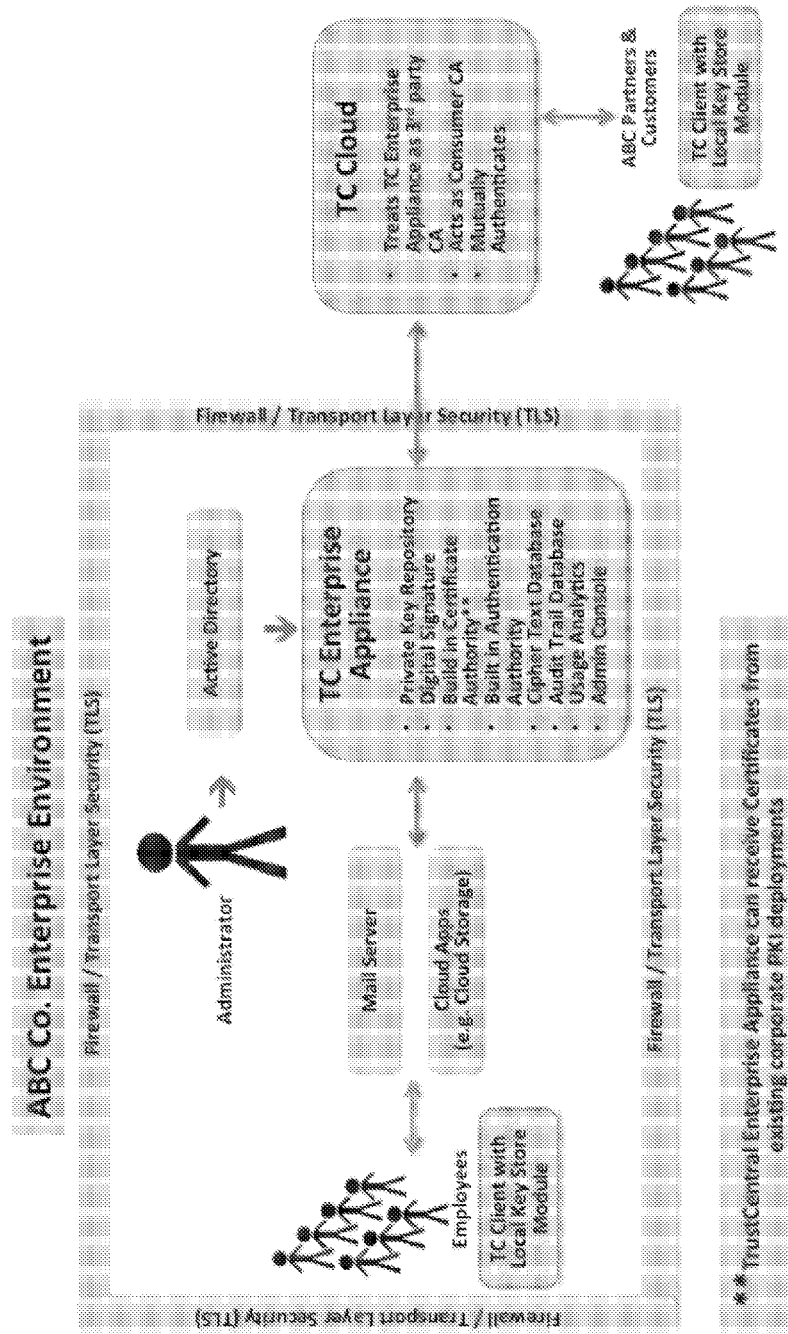 ABC Co. Enterprise Environment
Firewall / Transport Layer Security (TLS)
Firewall / Transport Layer Security (TLS)
Administrator
Active Directory
Employees
TC Client with
Local Key Store
Module
Mail Server
Cloud Apps
(e.g. Cloud Storage)
TC Enterprise
Appliance
• Private Key Repository
• Digital Signature
• Build in Certificate
Authority**
• Built in Authentication
Authority
• Cipher Text Database
• Audit Trail Database
• Usage Analytics
• Admin Console
Firewall / Transport Layer Security (TLS)
Firewall / Transport Layer Security (TLS)
TC Cloud
• Treats TC Enterprise
Appliance as 3rd party
CA
• Acts as Consumer CA
• Mutually
Authenticates
ABC Partners &
Customers
TC Client with
Local Key Store
Module
** TrustCentral Enterprise Appliance can receive Certificates from
existing corporate PKI deployments